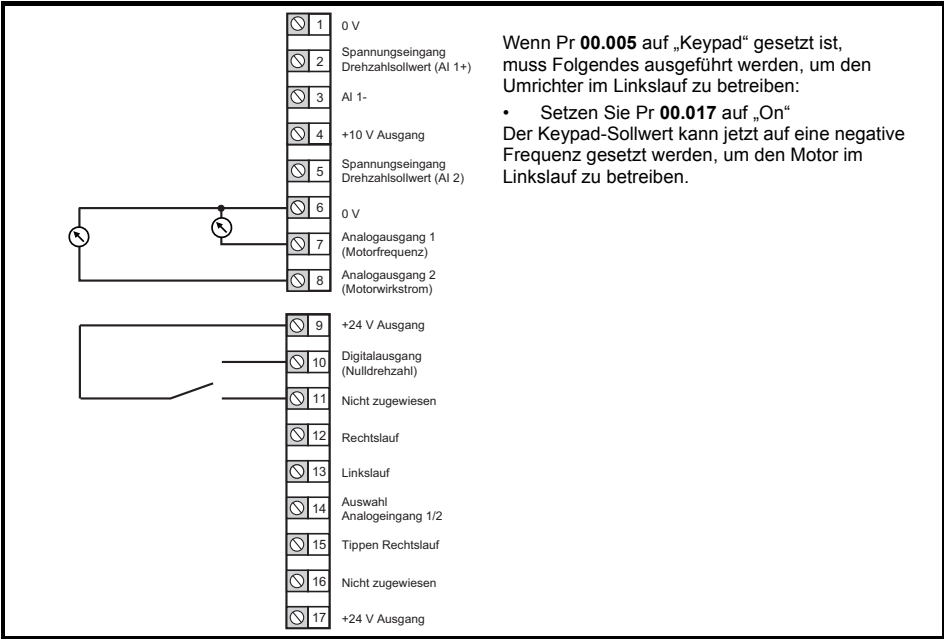 1 0 V
2 Spannungseingang
Drehzahlsollwert (AI 1+)
3 AI 1-
4 +10 V Ausgang
5 Spannungseingang
Drehzahlsollwert (AI 2)
6 0 V
7 Analogausgang 1
(Motorfrequenz)
8 Analogausgang 2
(Motorwirkstrom)
9 +24 V Ausgang
10 Digitalausgang
(Nulldrehzahl)
11 Nicht zugewiesen
12 Rechtslauf
13 Linkslauf
14 Auswahl
Analogeingang 1/2
15 Tippen Rechtslauf
16 Nicht zugewiesen
17 +24 V Ausgang
Wenn Pr 00.005 auf „Keypad“ gesetzt ist,
muss Folgendes ausgeführt werden, um den
Umrichter im Linkslauf zu betreiben:
• Setzen Sie Pr 00.017 auf „On“
Der Keypad-Sollwert kann jetzt auf eine negative
Frequenz gesetzt werden, um den Motor im
Linkslauf zu betreiben.